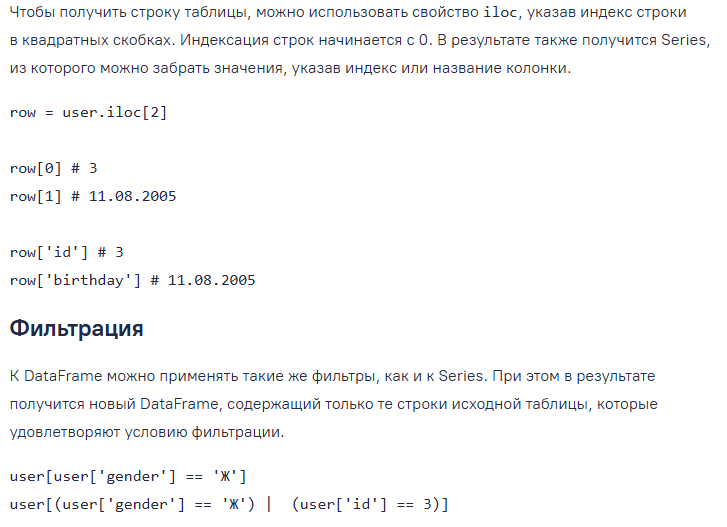 Чтобы получить строку таблицы, можно использовать свойство iloc, указав индекс строки
в квадратных скобках. Индексация строк начинается с 0. В результате также получится Series,
из которого можно забрать значения, указав индекс или название колонки.
row = user.iloc[2]
row[0] # 3
row[1] # 11.08.2005
row['id'] # 3
row['birthday'] # 11.08.2005
Фильтрация
К DataFrame можно применять такие же фильтры, как и к Series. При этом в результате
получится новый DataFrame, содержащий только те строки исходной таблицы, которые
удовлетворяют условию фильтрации.
user[user['gender'] == 'Ж']
user[(user['gender'] == 'Ж') |  (user['id'] == 3)]